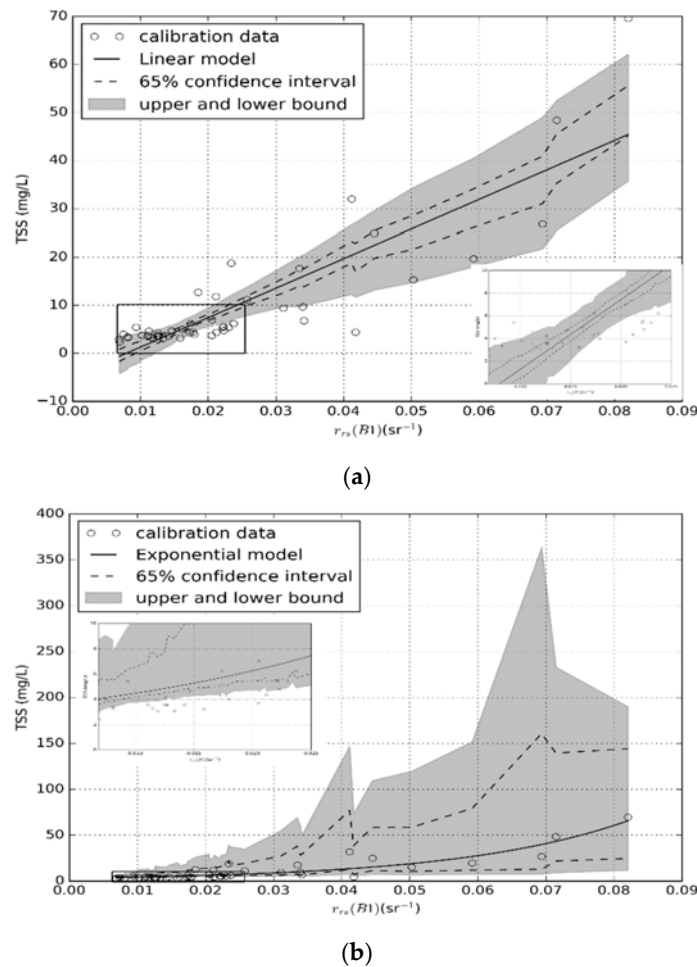 70
60
50
40
30
20
10
0
−10
TSS (mg/L)
calibration data
Linear model
65% confidence interval
upper and lower bound
0.00 0.01 0.02 0.03 0.04 0.05 0.06 0.07 0.08 0.09
r_rs(B1)(sr⁻¹)
(a)
400
350
300
250
200
150
100
50
0
TSS (mg/L)
calibration data
Exponential model
65% confidence interval
upper and lower bound
0.00 0.01 0.02 0.03 0.04 0.05 0.06 0.07 0.08 0.09
r_rs(B1)(sr⁻¹)
(b)